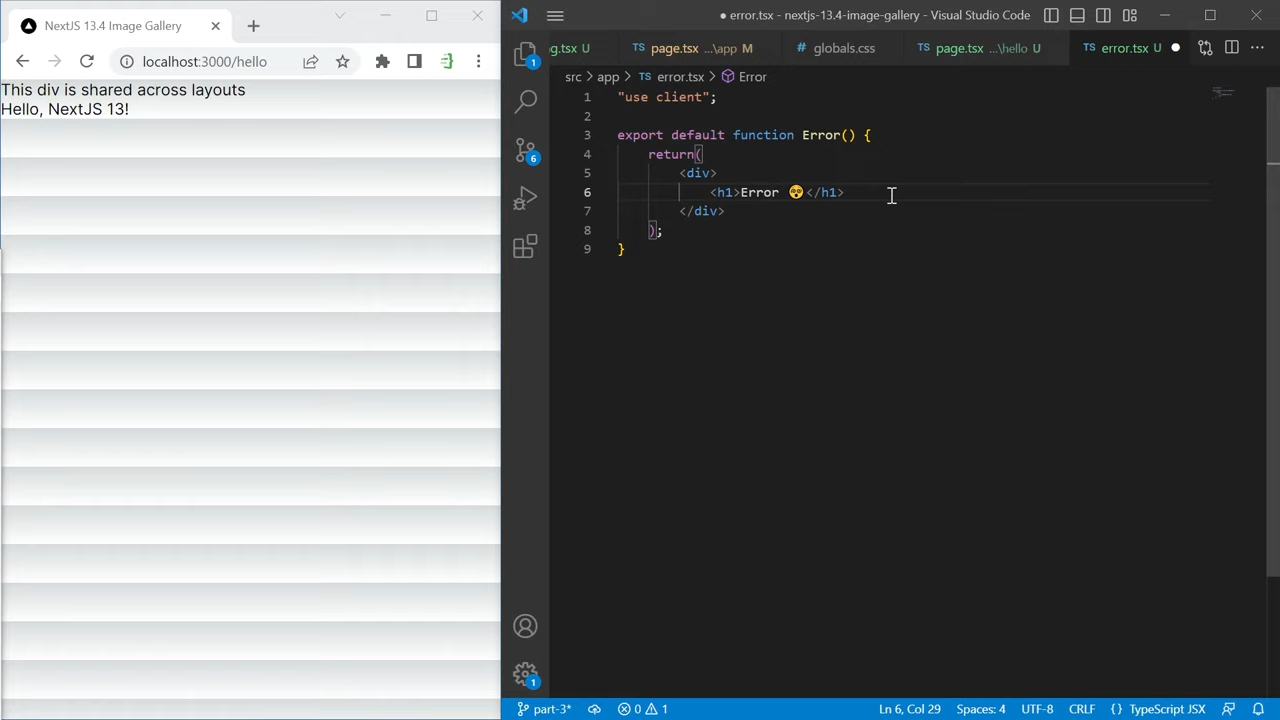 NextJS 13.4 Image Gallery
localhost:3000/hello
This div is shared across layouts
Hello, NextJS 13!
● error.tsx - nextjs-13.4-image-gallery - Visual Studio Code
ng.tsx U
TS page.tsx ...\app M
# globals.css
TS page.tsx ...\hello U
TS error.tsx U
src > app > TS error.tsx > Error
1 "use client";
2
3 export default function Error() {
4 return(
5 <div>
6 <h1>Error 😵</h1>
7 </div>
8 );
9 }
1
6
1
part-3*
0 1
Ln 6, Col 29
Spaces: 4
UTF-8
CRLF
{} TypeScript JSX